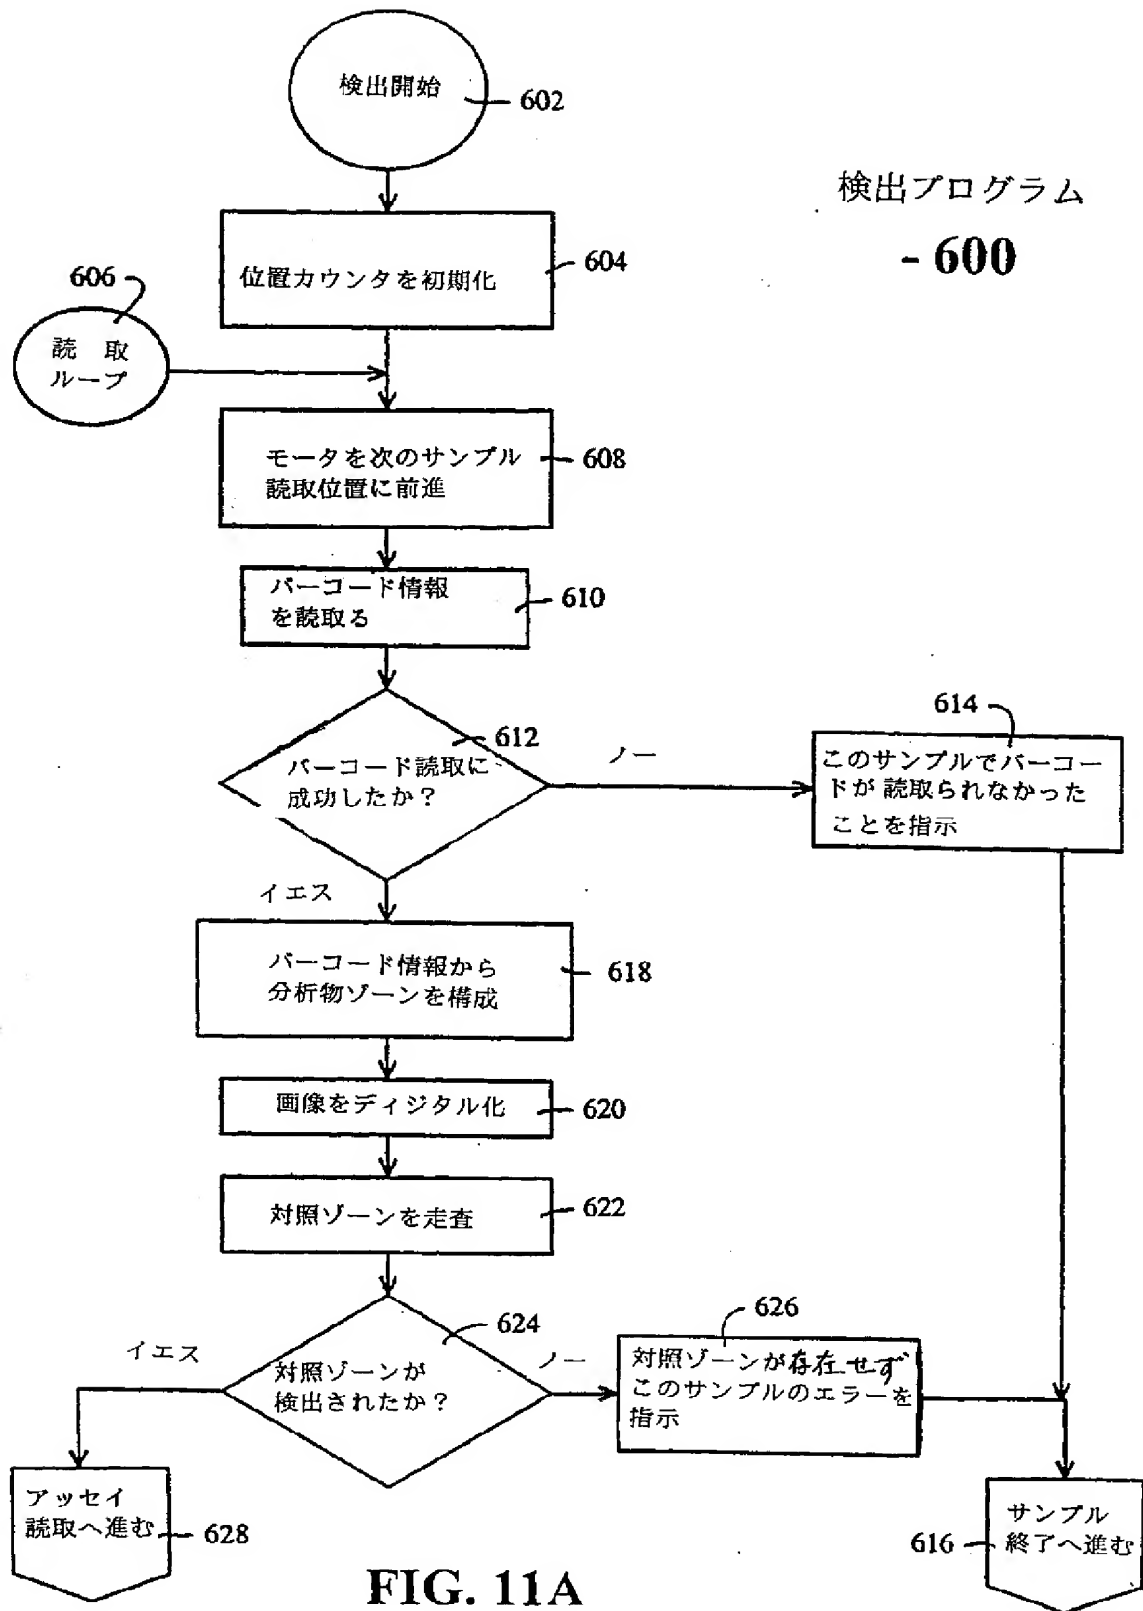 検出開始
602
検出プログラム
- 600
位置カウンタを初期化
604
606
読 取
ループ
モータを次のサンプル
読取位置に前進
608
バーコード情報
を読取る
610
612
バーコード読取に
成功したか?
ノー
614
このサンプルでバーコー
ドが 読取られなかった
ことを指示
イエス
バーコード情報から
分析物ゾーンを構成
618
画像をディジタル化
620
対照ゾーンを走査
622
624
対照ゾーンが
検出されたか?
イエス
ノー
626
対照ゾーンが存在せず
このサンプルのエラーを
指示
アッセイ
読取へ進む
628
サンプル
終了へ進む
616
FIG. 11A